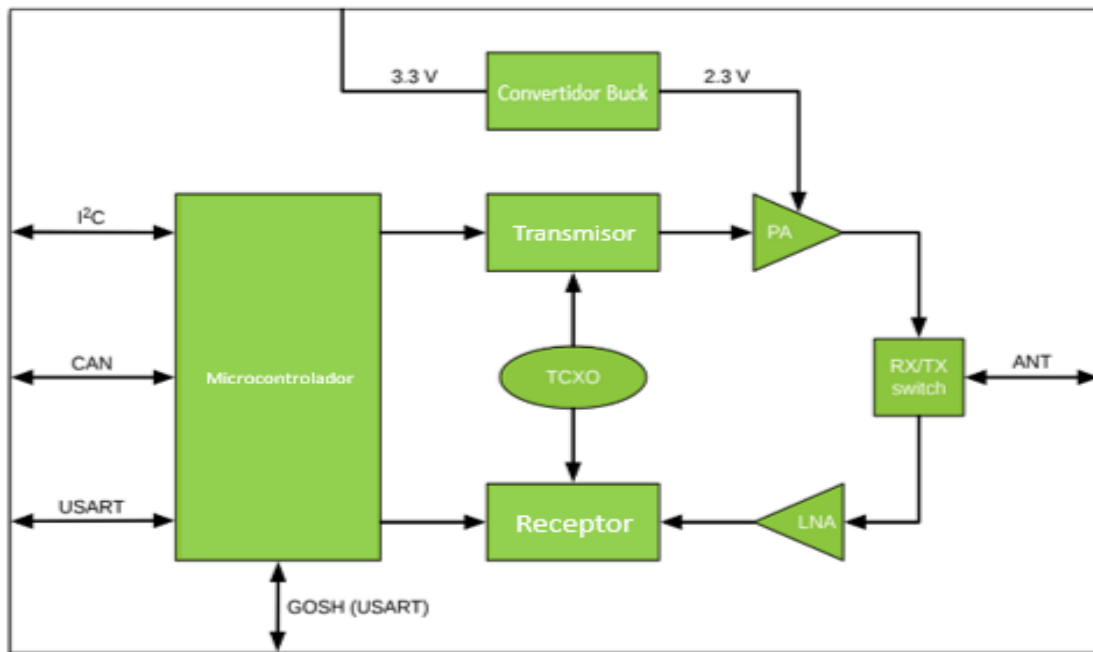 3.3 V
Convertidor Buck
2.3 V
I²C
Transmisor
PA
CAN
Microcontrolador
TCXO
RX/TX
switch
ANT
USART
Receptor
LNA
GOSH (USART)